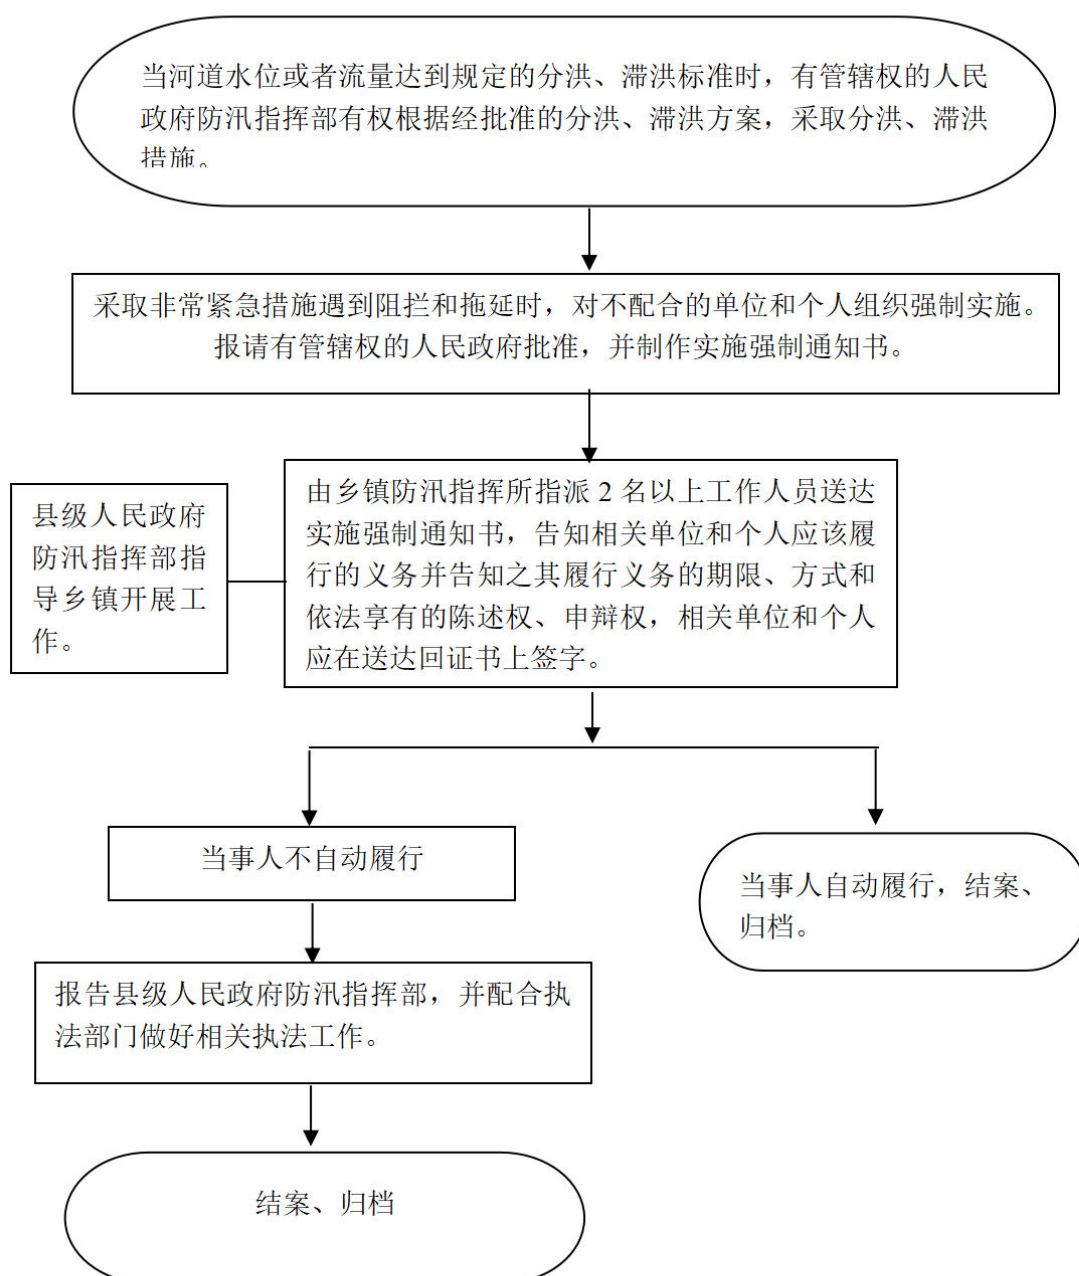 当河道水位或者流量达到规定的分洪、滞洪标准时，有管辖权的人民
政府防汛指挥部有权根据经批准的分洪、滞洪方案，采取分洪、滞洪
措施。
采取非常紧急措施遇到阻拦和拖延时，对不配合的单位和个人组织强制实施。
报请有管辖权的人民政府批准，并制作实施强制通知书。
县级人民政府
防汛指挥部指
导乡镇开展工
作。
由乡镇防汛指挥所指派 2 名以上工作人员送达
实施强制通知书，告知相关单位和个人应该履
行的义务并告知之其履行义务的期限、方式和
依法享有的陈述权、申辩权，相关单位和个人
应在送达回证书上签字。
当事人不自动履行
当事人自动履行，结案、
归档。
报告县级人民政府防汛指挥部，并配合执
法部门做好相关执法工作。
结案、归档